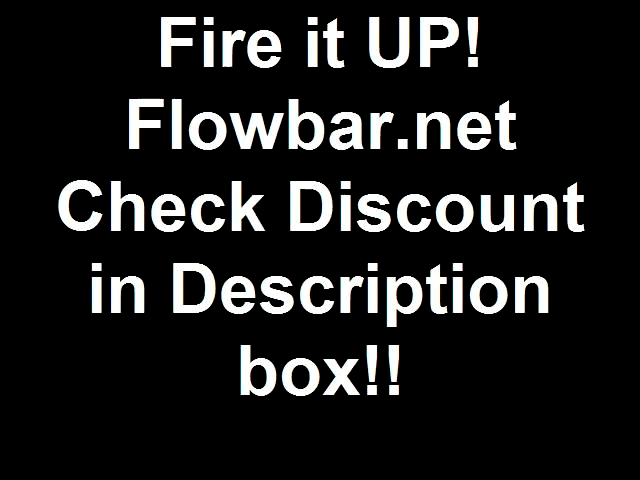 Fire it UP!
Flowbar.net
Check Discount
in Description
box!!